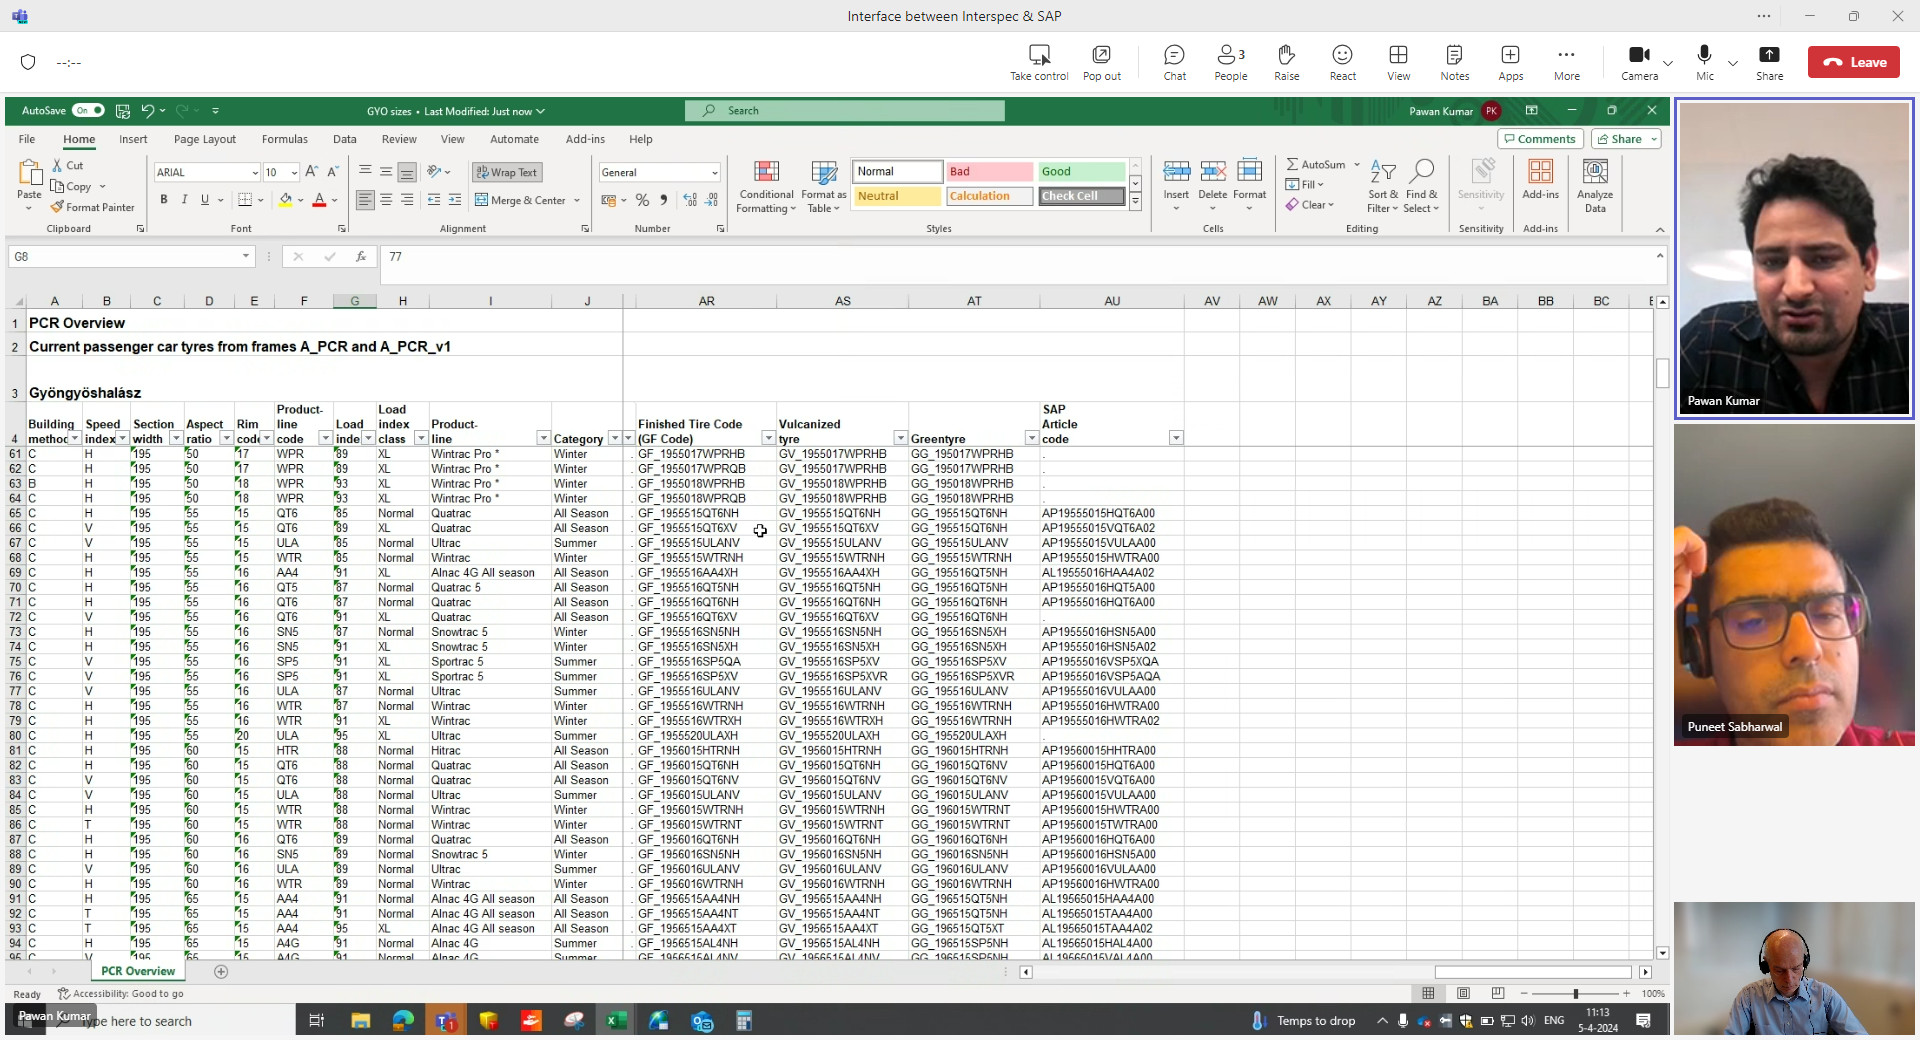 Interface between Interspec & SAP
--:--
Take control Pop out Chat People 3 Raise React View Notes Apps More Camera Mic Share Leave
AutoSave On GYO sizes • Last Modified: Just now Search Pawan Kumar PK
File Home Insert Page Layout Formulas Data Review View Automate Add-ins Help Comments Share
Paste Cut Copy Format Painter Clipboard
ARIAL 10 B I U Font
Wrap Text Merge & Center Alignment
General Number
Conditional Formatting Format as Table Normal Bad Good Neutral Calculation Check Cell Styles
Insert Delete Format Cells
AutoSum Fill Clear Sort & Filter Find & Select Editing
Sensitivity Sensitivity Add-ins Add-ins Analyze Data
G8 fx 77
A B C D E F G H I J AR AS AT AU AV AW AX AY AZ BA BB BC
1 PCR Overview
2 Current passenger car tyres from frames A_PCR and A_PCR_v1
3 Gyöngyöshalász
4 Building method Speed index Section width Aspect ratio Rim code Product-line code Load index Load index class Product-line Category Finished Tire Code (GF Code) Vulcanized tyre Greentyre SAP Article code
61 C H 195 50 17 WPR 89 XL Wintrac Pro * Winter . GF_1955017WPRHB GV_1955017WPRHB GG_195017WPRHB .
62 C H 195 50 17 WPR 89 XL Wintrac Pro * Winter . GF_1955017WPRQB GV_1955017WPRHB GG_195017WPRHB .
63 B H 195 50 18 WPR 93 XL Wintrac Pro * Winter . GF_1955018WPRHB GV_1955018WPRHB GG_195018WPRHB .
64 C H 195 50 18 WPR 93 XL Wintrac Pro * Winter . GF_1955018WPRQB GV_1955018WPRHB GG_195018WPRHB .
65 C H 195 55 15 QT6 85 Normal Quatrac All Season . GF_1955515QT6NH GV_1955515QT6NH GG_195515QT6NH AP19555015HQT6A00
66 C V 195 55 15 QT6 89 XL Quatrac All Season . GF_1955515QT6XV GV_1955515QT6XV GG_195515QT6NH AP19555015VQT6A02
67 C V 195 55 15 ULA 85 Normal Ultrac Summer . GF_1955515ULANV GV_1955515ULANV GG_195515ULANV AP19555015VULAA00
68 C H 195 55 15 WTR 85 Normal Wintrac Winter . GF_1955515WTRNH GV_1955515WTRNH GG_195515WTRNH AP19555015HWTRA00
69 C H 195 55 16 AA4 91 XL Alnac 4G All season All Season . GF_1955516AA4XH GV_1955516AA4XH GG_195516QT5NH AL19555016HAA4A02
70 C H 195 55 16 QT5 87 Normal Quatrac 5 All Season . GF_1955516QT5NH GV_1955516QT5NH GG_195516QT5NH AP19555016HQT5A00
71 C H 195 55 16 QT6 87 Normal Quatrac All Season . GF_1955516QT6NH GV_1955516QT6NH GG_195516QT6NH AP19555016HQT6A00
72 C V 195 55 16 QT6 91 XL Quatrac All Season . GF_1955516QT6XV GV_1955516QT6XV GG_195516QT6NH .
73 C H 195 55 16 SN5 87 Normal Snowtrac 5 Winter . GF_1955516SN5NH GV_1955516SN5NH GG_195516SN5XH AP19555016HSN5A00
74 C H 195 55 16 SN5 91 XL Snowtrac 5 Winter . GF_1955516SN5XH GV_1955516SN5XH GG_195516SN5XH AP19555016HSN5A02
75 C V 195 55 16 SP5 91 XL Sportrac 5 Summer . GF_1955516SP5QA GV_1955516SP5XV GG_195516SP5XV AP19555016VSP5XQA
76 C V 195 55 16 SP5 91 XL Sportrac 5 Summer . GF_1955516SP5XV GV_1955516SP5XVR GG_195516SP5XVR AP19555016VSP5AQA
77 C V 195 55 16 ULA 87 Normal Ultrac Summer . GF_1955516ULANV GV_1955516ULANV GG_195516ULANV AP19555016VULAA00
78 C H 195 55 16 WTR 87 Normal Wintrac Winter . GF_1955516WTRNH GV_1955516WTRNH GG_195516WTRNH AP19555016HWTRA00
79 C H 195 55 16 WTR 91 XL Wintrac Winter . GF_1955516WTRXH GV_1955516WTRXH GG_195516WTRNH AP19555016HWTRA02
80 C H 195 55 20 ULA 95 XL Ultrac Summer . GF_1955520ULAXH GV_1955520ULAXH GG_195520ULAXH .
81 C H 195 60 15 HTR 88 Normal Hitrac All Season . GF_1956015HTRNH GV_1956015HTRNH GG_196015HTRNH AP19560015HHTRA00
82 C H 195 60 15 QT6 88 Normal Quatrac All Season . GF_1956015QT6NH GV_1956015QT6NH GG_196015QT6NH AP19560015HQT6A00
83 C V 195 60 15 QT6 88 Normal Quatrac All Season . GF_1956015QT6NV GV_1956015QT6NV GG_196015QT6NV AP19560015VQT6A00
84 C V 195 60 15 ULA 88 Normal Ultrac Summer . GF_1956015ULANV GV_1956015ULANV GG_196015ULANV AP19560015VULAA00
85 C H 195 60 15 WTR 88 Normal Wintrac Winter . GF_1956015WTRNH GV_1956015WTRNH GG_196015WTRNT AP19560015HWTRA00
86 C T 195 60 15 WTR 88 Normal Wintrac Winter . GF_1956015WTRNT GV_1956015WTRNT GG_196015WTRNT AP19560015TWTRA00
87 C H 195 60 16 QT6 89 Normal Quatrac All Season . GF_1956016QT6NH GV_1956016QT6NH GG_196016QT6NH AP19560016HQT6A00
88 C H 195 60 16 SN5 89 Normal Snowtrac 5 Winter . GF_1956016SN5NH GV_1956016SN5NH GG_196016SN5NH AP19560016HSN5A00
89 C V 195 60 16 ULA 89 Normal Ultrac Summer . GF_1956016ULANV GV_1956016ULANV GG_196016ULANV AP19560016VULAA00
90 C H 195 60 16 WTR 89 Normal Wintrac Winter . GF_1956016WTRNH GV_1956016WTRNH GG_196016WTRNH AP19560016HWTRA00
91 C H 195 65 15 AA4 91 Normal Alnac 4G All season All Season . GF_1956515AA4NH GV_1956515AA4NH GG_196515QT5NH AL19565015HAA4A00
92 C T 195 65 15 AA4 91 Normal Alnac 4G All season All Season . GF_1956515AA4NT GV_1956515AA4NT GG_196515QT5NH AL19565015TAA4A00
93 C T 195 65 15 AA4 95 XL Alnac 4G All season All Season . GF_1956515AA4XT GV_1956515AA4XT GG_196515QT5XT AL19565015TAA4A02
94 C H 195 65 15 A4G 91 Normal Alnac 4G Summer . GF_1956515AL4NH GV_1956515AL4NH GG_196515SP5NH AL19565015HAL4A00
95 C V 195 65 15 A4G 91 Normal Alnac 4G Summer . GF_1956515AL4NV GV_1956515AL4NV GG_196515SP5NH AL19565015VAL4A00
PCR Overview
Ready Accessibility: Good to go 100%
Pawan Kumar Type here to search Temps to drop ENG 11:13 5-4-2024
Pawan Kumar
Puneet Sabharwal